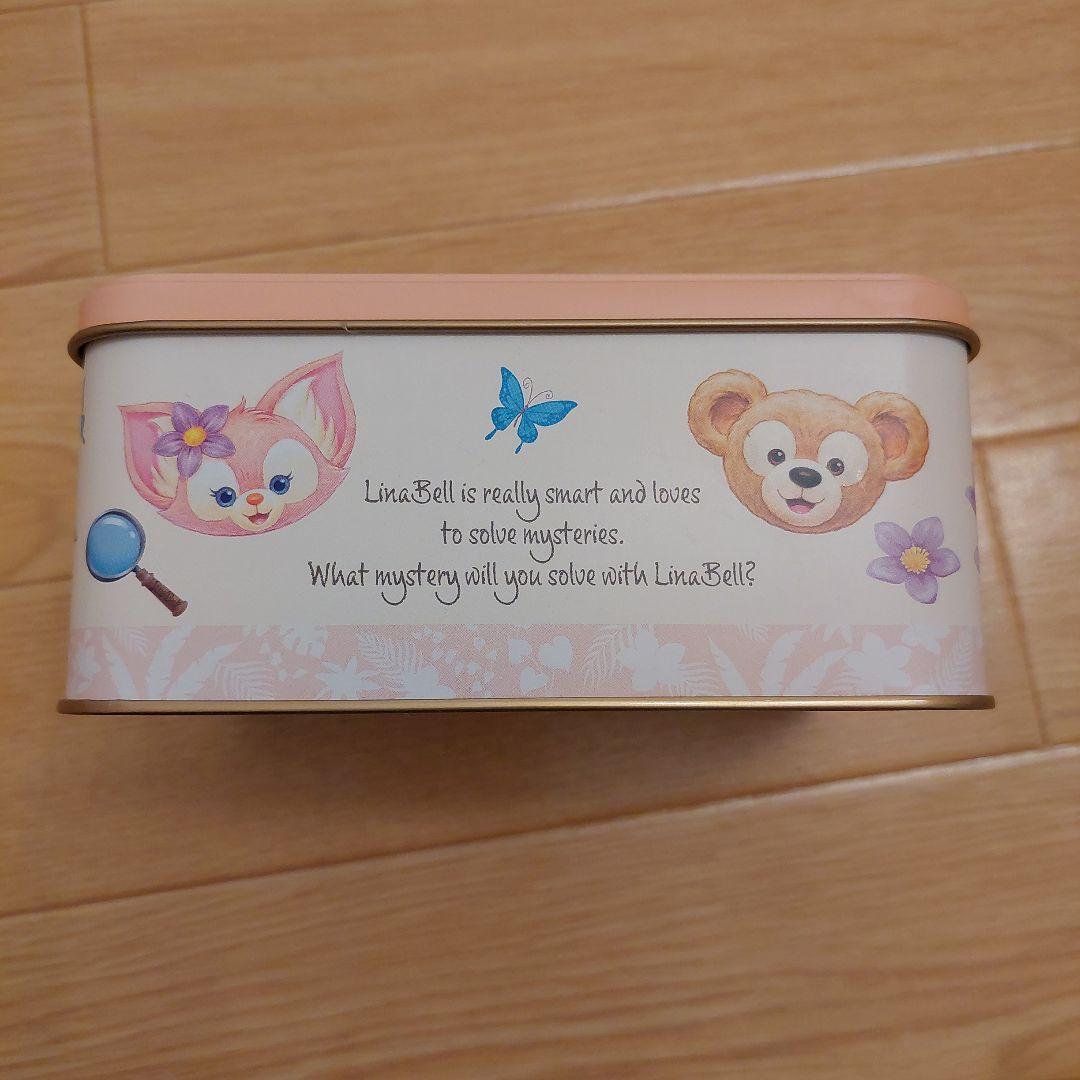 LinaBell is really smart and loves
to solve mysteries.
What mystery will you solve with LinaBell?